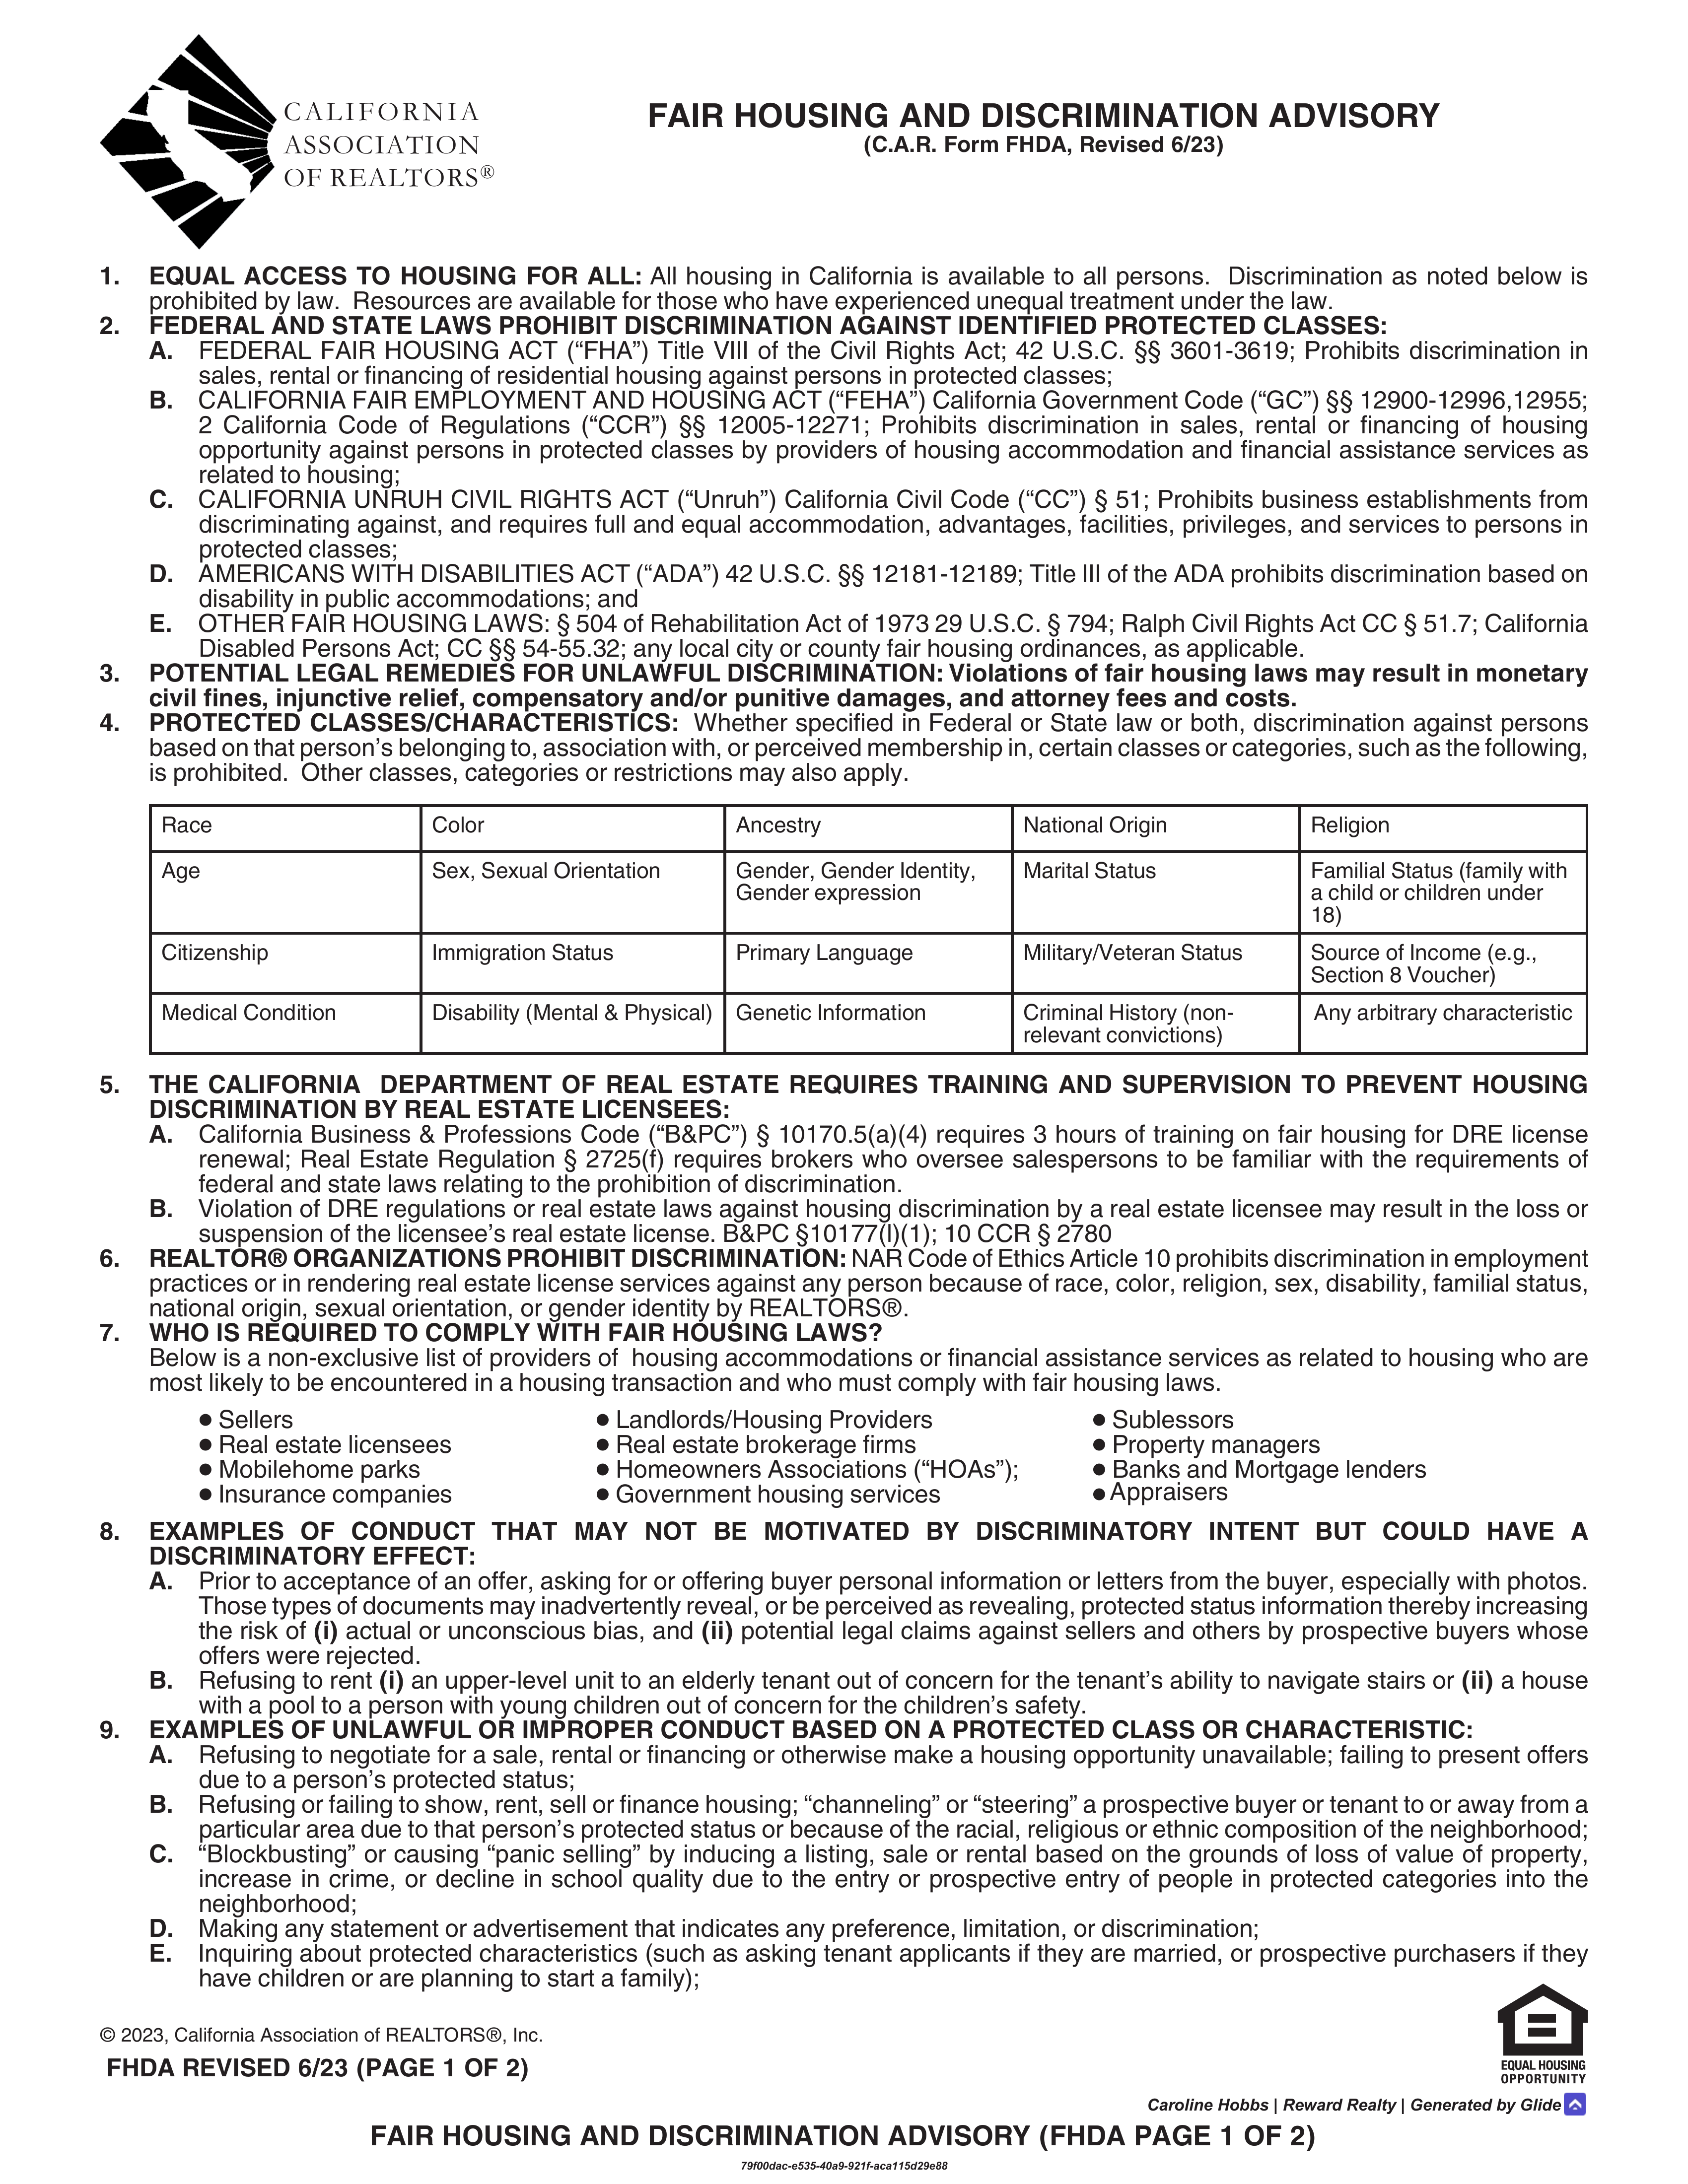 CALIFORNIA
ASSOCIATION
OF REALTORS®
FAIR HOUSING AND DISCRIMINATION ADVISORY
(C.A.R. Form FHDA, Revised 6/23)
1. EQUAL ACCESS TO HOUSING FOR ALL: All housing in California is available to all persons. Discrimination as noted below is
prohibited by law. Resources are available for those who have experienced unequal treatment under the law.
2. FEDERAL AND STATE LAWS PROHIBIT DISCRIMINATION AGAINST IDENTIFIED PROTECTED CLASSES:
A. FEDERAL FAIR HOUSING ACT (“FHA”) Title VIII of the Civil Rights Act; 42 U.S.C. §§ 3601-3619; Prohibits discrimination in
sales, rental or financing of residential housing against persons in protected classes;
B. CALIFORNIA FAIR EMPLOYMENT AND HOUSING ACT (“FEHA”) California Government Code (“GC”) §§ 12900-12996,12955;
2 California Code of Regulations (“CCR”) §§ 12005-12271; Prohibits discrimination in sales, rental or financing of housing
opportunity against persons in protected classes by providers of housing accommodation and financial assistance services as
related to housing;
C. CALIFORNIA UNRUH CIVIL RIGHTS ACT (“Unruh”) California Civil Code (“CC”) § 51; Prohibits business establishments from
discriminating against, and requires full and equal accommodation, advantages, facilities, privileges, and services to persons in
protected classes;
D. AMERICANS WITH DISABILITIES ACT (“ADA”) 42 U.S.C. §§ 12181-12189; Title III of the ADA prohibits discrimination based on
disability in public accommodations; and
E. OTHER FAIR HOUSING LAWS: § 504 of Rehabilitation Act of 1973 29 U.S.C. § 794; Ralph Civil Rights Act CC § 51.7; California
Disabled Persons Act; CC §§ 54-55.32; any local city or county fair housing ordinances, as applicable.
3. POTENTIAL LEGAL REMEDIES FOR UNLAWFUL DISCRIMINATION: Violations of fair housing laws may result in monetary
civil fines, injunctive relief, compensatory and/or punitive damages, and attorney fees and costs.
4. PROTECTED CLASSES/CHARACTERISTICS: Whether specified in Federal or State law or both, discrimination against persons
based on that person’s belonging to, association with, or perceived membership in, certain classes or categories, such as the following,
is prohibited. Other classes, categories or restrictions may also apply.
Race Color Ancestry National Origin Religion
Age Sex, Sexual Orientation Gender, Gender Identity, Marital Status Familial Status (family with
Gender expression a child or children under
18)
Citizenship Immigration Status Primary Language Military/Veteran Status Source of Income (e.g.,
Section 8 Voucher)
Medical Condition Disability (Mental & Physical) Genetic Information Criminal History (non- Any arbitrary characteristic
relevant convictions)
5. THE CALIFORNIA DEPARTMENT OF REAL ESTATE REQUIRES TRAINING AND SUPERVISION TO PREVENT HOUSING
DISCRIMINATION BY REAL ESTATE LICENSEES:
A. California Business & Professions Code (“B&PC”) § 10170.5(a)(4) requires 3 hours of training on fair housing for DRE license
renewal; Real Estate Regulation § 2725(f) requires brokers who oversee salespersons to be familiar with the requirements of
federal and state laws relating to the prohibition of discrimination.
B. Violation of DRE regulations or real estate laws against housing discrimination by a real estate licensee may result in the loss or
suspension of the licensee’s real estate license. B&PC §10177(l)(1); 10 CCR § 2780
6. REALTOR® ORGANIZATIONS PROHIBIT DISCRIMINATION: NAR Code of Ethics Article 10 prohibits discrimination in employment
practices or in rendering real estate license services against any person because of race, color, religion, sex, disability, familial status,
national origin, sexual orientation, or gender identity by REALTORS®.
7. WHO IS REQUIRED TO COMPLY WITH FAIR HOUSING LAWS?
Below is a non-exclusive list of providers of housing accommodations or financial assistance services as related to housing who are
most likely to be encountered in a housing transaction and who must comply with fair housing laws.
● Sellers ● Landlords/Housing Providers ● Sublessors
● Real estate licensees ● Real estate brokerage firms ● Property managers
● Mobilehome parks ● Homeowners Associations (“HOAs”); ● Banks and Mortgage lenders
● Insurance companies ● Government housing services ● Appraisers
8. EXAMPLES OF CONDUCT THAT MAY NOT BE MOTIVATED BY DISCRIMINATORY INTENT BUT COULD HAVE A
DISCRIMINATORY EFFECT:
A. Prior to acceptance of an offer, asking for or offering buyer personal information or letters from the buyer, especially with photos.
Those types of documents may inadvertently reveal, or be perceived as revealing, protected status information thereby increasing
the risk of (i) actual or unconscious bias, and (ii) potential legal claims against sellers and others by prospective buyers whose
offers were rejected.
B. Refusing to rent (i) an upper-level unit to an elderly tenant out of concern for the tenant’s ability to navigate stairs or (ii) a house
with a pool to a person with young children out of concern for the children’s safety.
9. EXAMPLES OF UNLAWFUL OR IMPROPER CONDUCT BASED ON A PROTECTED CLASS OR CHARACTERISTIC:
A. Refusing to negotiate for a sale, rental or financing or otherwise make a housing opportunity unavailable; failing to present offers
due to a person’s protected status;
B. Refusing or failing to show, rent, sell or finance housing; “channeling” or “steering” a prospective buyer or tenant to or away from a
particular area due to that person’s protected status or because of the racial, religious or ethnic composition of the neighborhood;
C. “Blockbusting” or causing “panic selling” by inducing a listing, sale or rental based on the grounds of loss of value of property,
increase in crime, or decline in school quality due to the entry or prospective entry of people in protected categories into the
neighborhood;
D. Making any statement or advertisement that indicates any preference, limitation, or discrimination;
E. Inquiring about protected characteristics (such as asking tenant applicants if they are married, or prospective purchasers if they
have children or are planning to start a family);
© 2023, California Association of REALTORS®, Inc.
FHDA REVISED 6/23 (PAGE 1 OF 2)
EQUAL HOUSING
OPPORTUNITY
Caroline Hobbs | Reward Realty | Generated by Glide
FAIR HOUSING AND DISCRIMINATION ADVISORY (FHDA PAGE 1 OF 2)
79f00dac-e535-40a9-921f-aca115d29e88